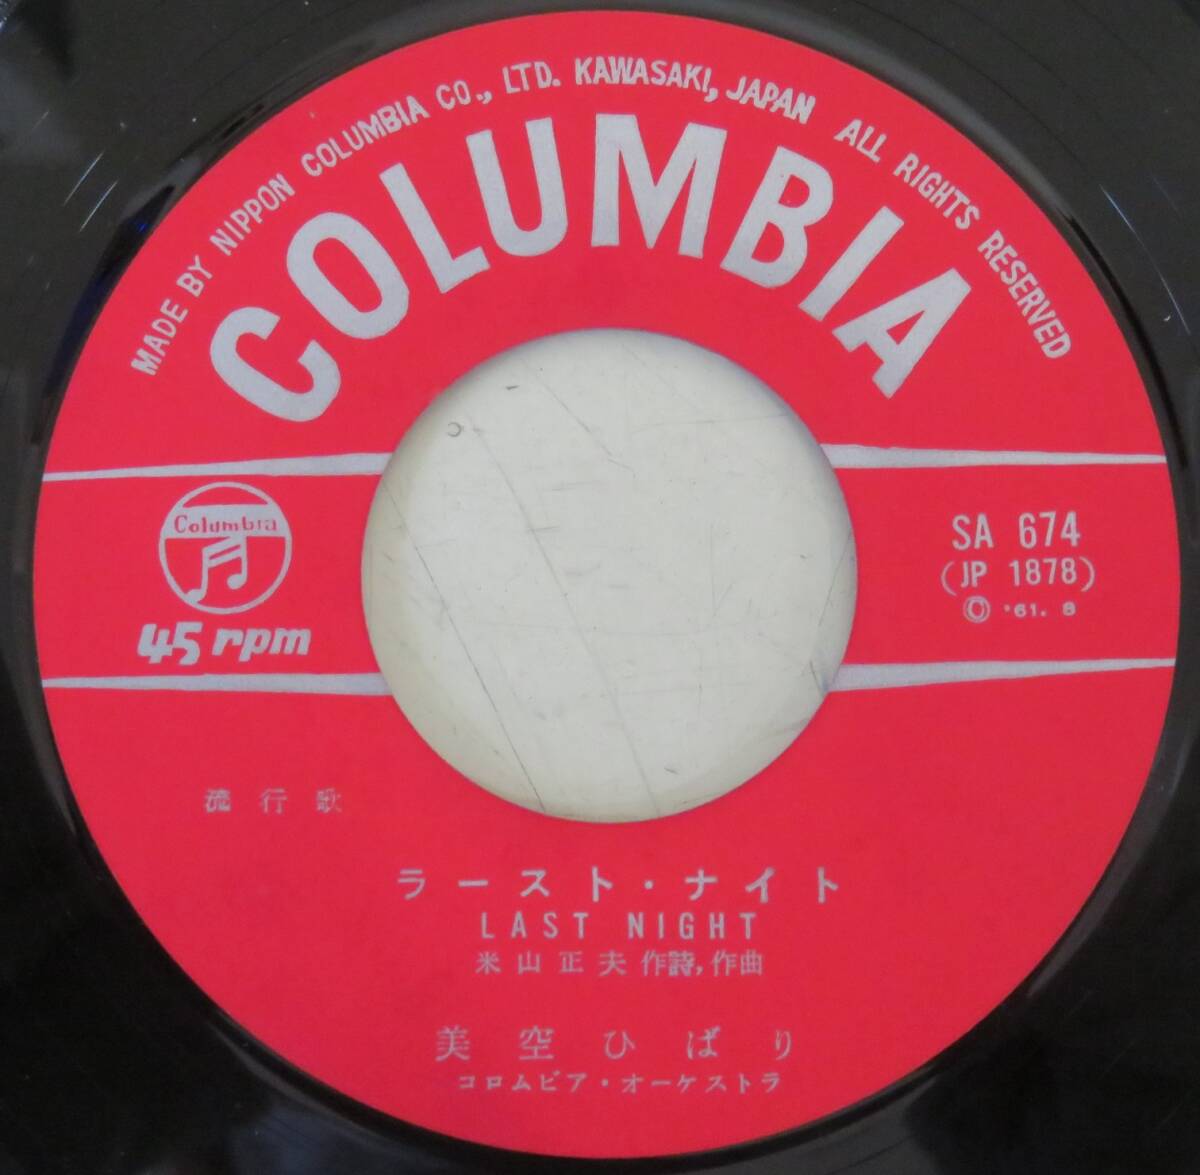 MADE BY NIPPON COLUMBIA CO., LTD. KAWASAKI, JAPAN ALL RIGHTS RESERVED
COLUMBIA
Columbia
45 rpm
SA 674
(JP 1878)
© '61. 8
流行歌
ラースト・ナイト
LAST NIGHT
米山正夫 作詩, 作曲
美空ひばり
コロムビア・オーケストラ